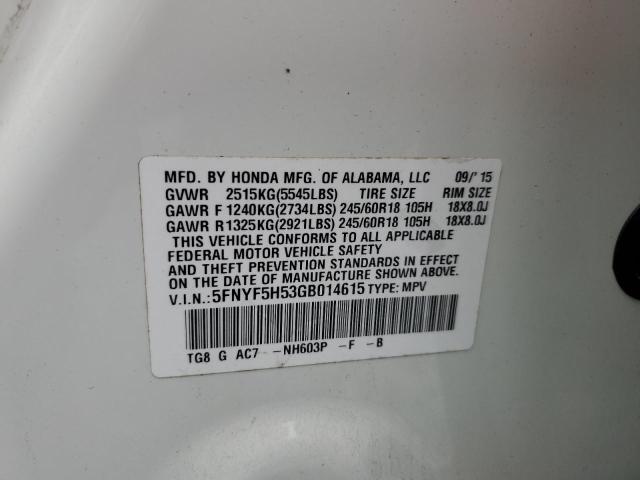 MFD. BY HONDA MFG. OF ALABAMA, LLC 09/'15
GVWR 2515KG(5545LBS) TIRE SIZE RIM SIZE
GAWR F 1240KG(2734LBS) 245/60R18 105H 18X8.0J
GAWR R1325KG(2921LBS) 245/60R18 105H 18X8.0J
THIS VEHICLE CONFORMS TO ALL APPLICABLE
FEDERAL MOTOR VEHICLE SAFETY
AND THEFT PREVENTION STANDARDS IN EFFECT
ON THE DATE OF MANUFACTURE SHOWN ABOVE.
V.I.N.:5FNYF5H53GB014615 TYPE: MPV
TG8 G AC7 -NH603P -F -B